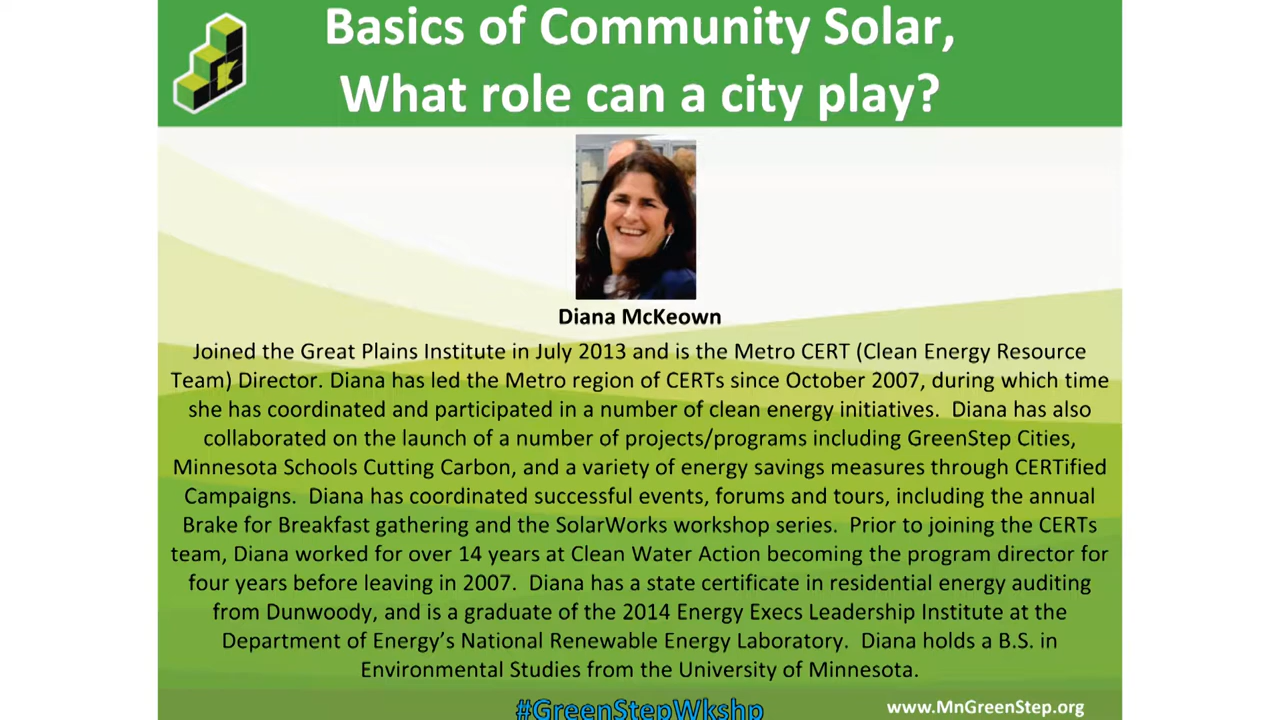 Basics of Community Solar,
What role can a city play?
Diana McKeown
Joined the Great Plains Institute in July 2013 and is the Metro CERT (Clean Energy Resource
Team) Director. Diana has led the Metro region of CERTs since October 2007, during which time
she has coordinated and participated in a number of clean energy initiatives.  Diana has also
collaborated on the launch of a number of projects/programs including GreenStep Cities,
Minnesota Schools Cutting Carbon, and a variety of energy savings measures through CERTified
Campaigns.  Diana has coordinated successful events, forums and tours, including the annual
Brake for Breakfast gathering and the SolarWorks workshop series.  Prior to joining the CERTs
team, Diana worked for over 14 years at Clean Water Action becoming the program director for
four years before leaving in 2007.  Diana has a state certificate in residential energy auditing
from Dunwoody, and is a graduate of the 2014 Energy Execs Leadership Institute at the
Department of Energy’s National Renewable Energy Laboratory.  Diana holds a B.S. in
Environmental Studies from the University of Minnesota.
#GreenStepWkshp
www.MnGreenStep.org